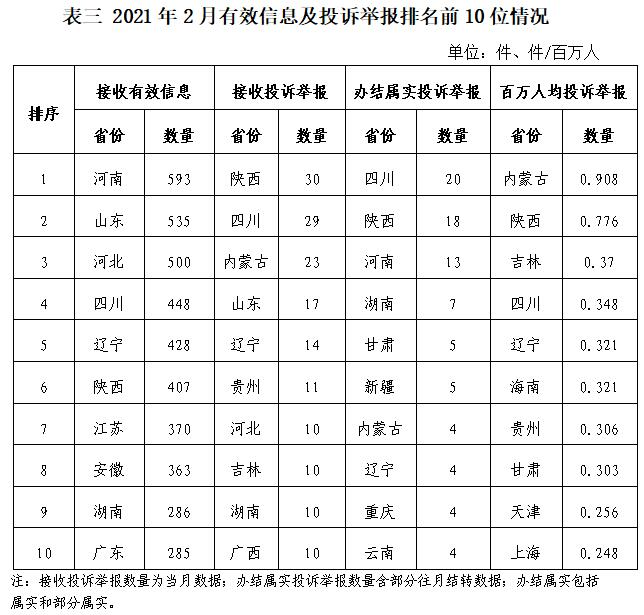 表三 2021 年 2 月有效信息及投诉举报排名前 10 位情况
单位：件、件/百万人
排序 接收有效信息 接收投诉举报 办结属实投诉举报 百万人均投诉举报
省份 数量 省份 数量 省份 数量 省份 数量
1 河南 593 陕西 30 四川 20 内蒙古 0.908
2 山东 535 四川 29 陕西 18 陕西 0.776
3 河北 500 内蒙古 23 河南 13 吉林 0.37
4 四川 448 山东 17 湖南 7 四川 0.348
5 辽宁 428 辽宁 14 甘肃 5 辽宁 0.321
6 陕西 407 贵州 11 新疆 5 海南 0.321
7 江苏 370 河北 10 内蒙古 4 贵州 0.306
8 安徽 363 吉林 10 辽宁 4 甘肃 0.303
9 湖南 286 湖南 10 重庆 4 天津 0.256
10 广东 285 广西 10 云南 4 上海 0.248
注：接收投诉举报数量为当月数据；办结属实投诉举报数量含部分往月结转数据；办结属实包括
属实和部分属实。